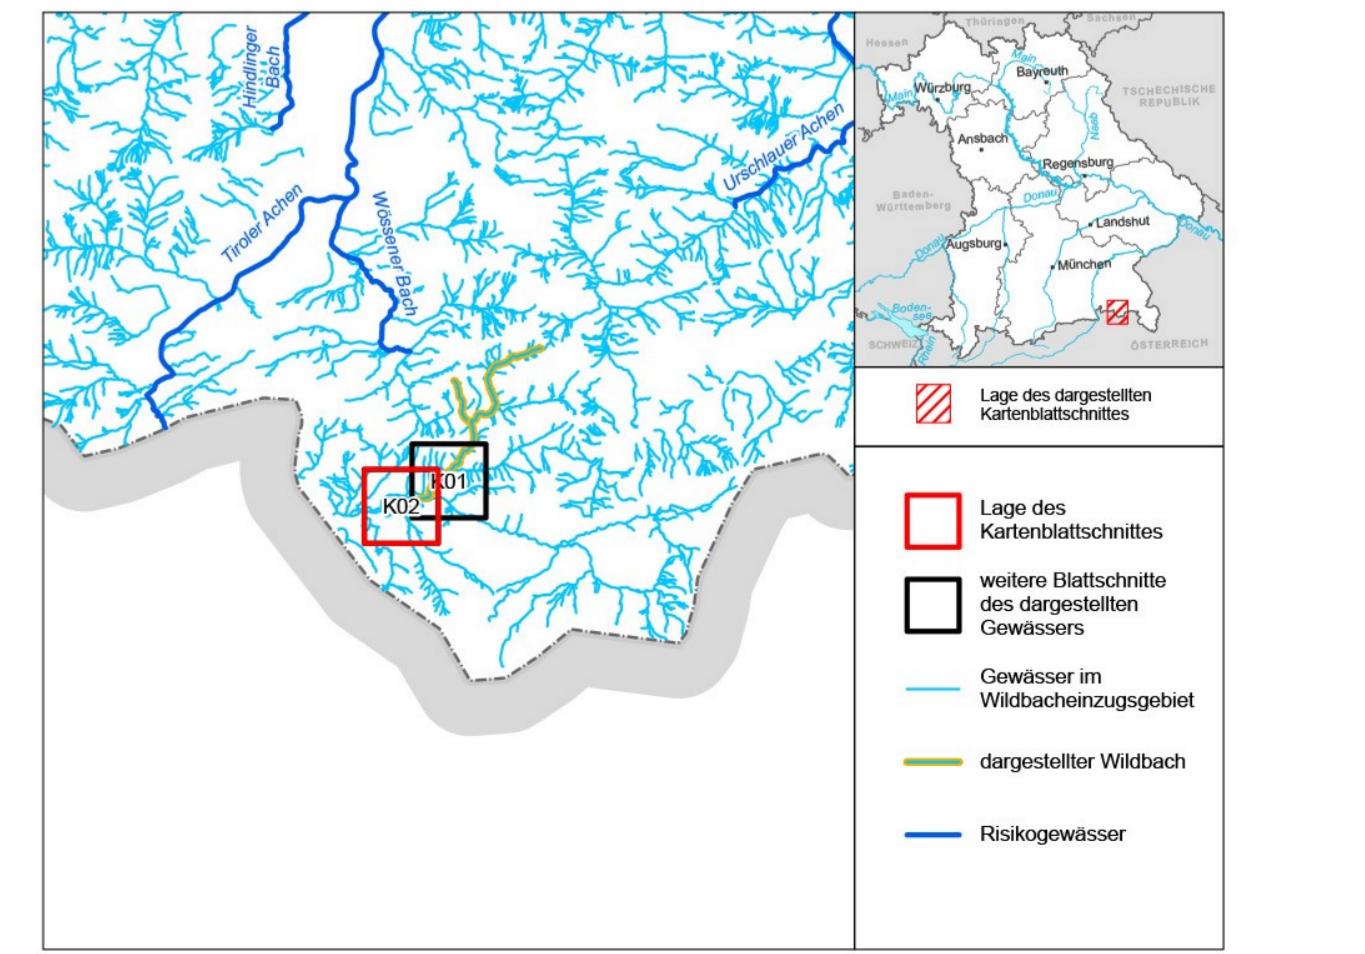 Hindlinger
Bach
Tiroler Achen
Wössener Bach
Urschlauer Achen
K01
K02
Thüringen
Sachsen
Hessen
Main
Bayreuth
Würzburg
Main
TSCHECHISCHE
REPUBLIK
Naab
Ansbach
Regensburg
Baden-
Württemberg
Donau
Landshut
Donau
Augsburg
Donau
München
Boden-
see
SCHWEIZ
Rhein
ÖSTERREICH
Lage des dargestellten
Kartenblattschnittes
Lage des
Kartenblattschnittes
weitere Blattschnitte
des dargestellten
Gewässers
Gewässer im
Wildbacheinzugsgebiet
dargestellter Wildbach
Risikogewässer